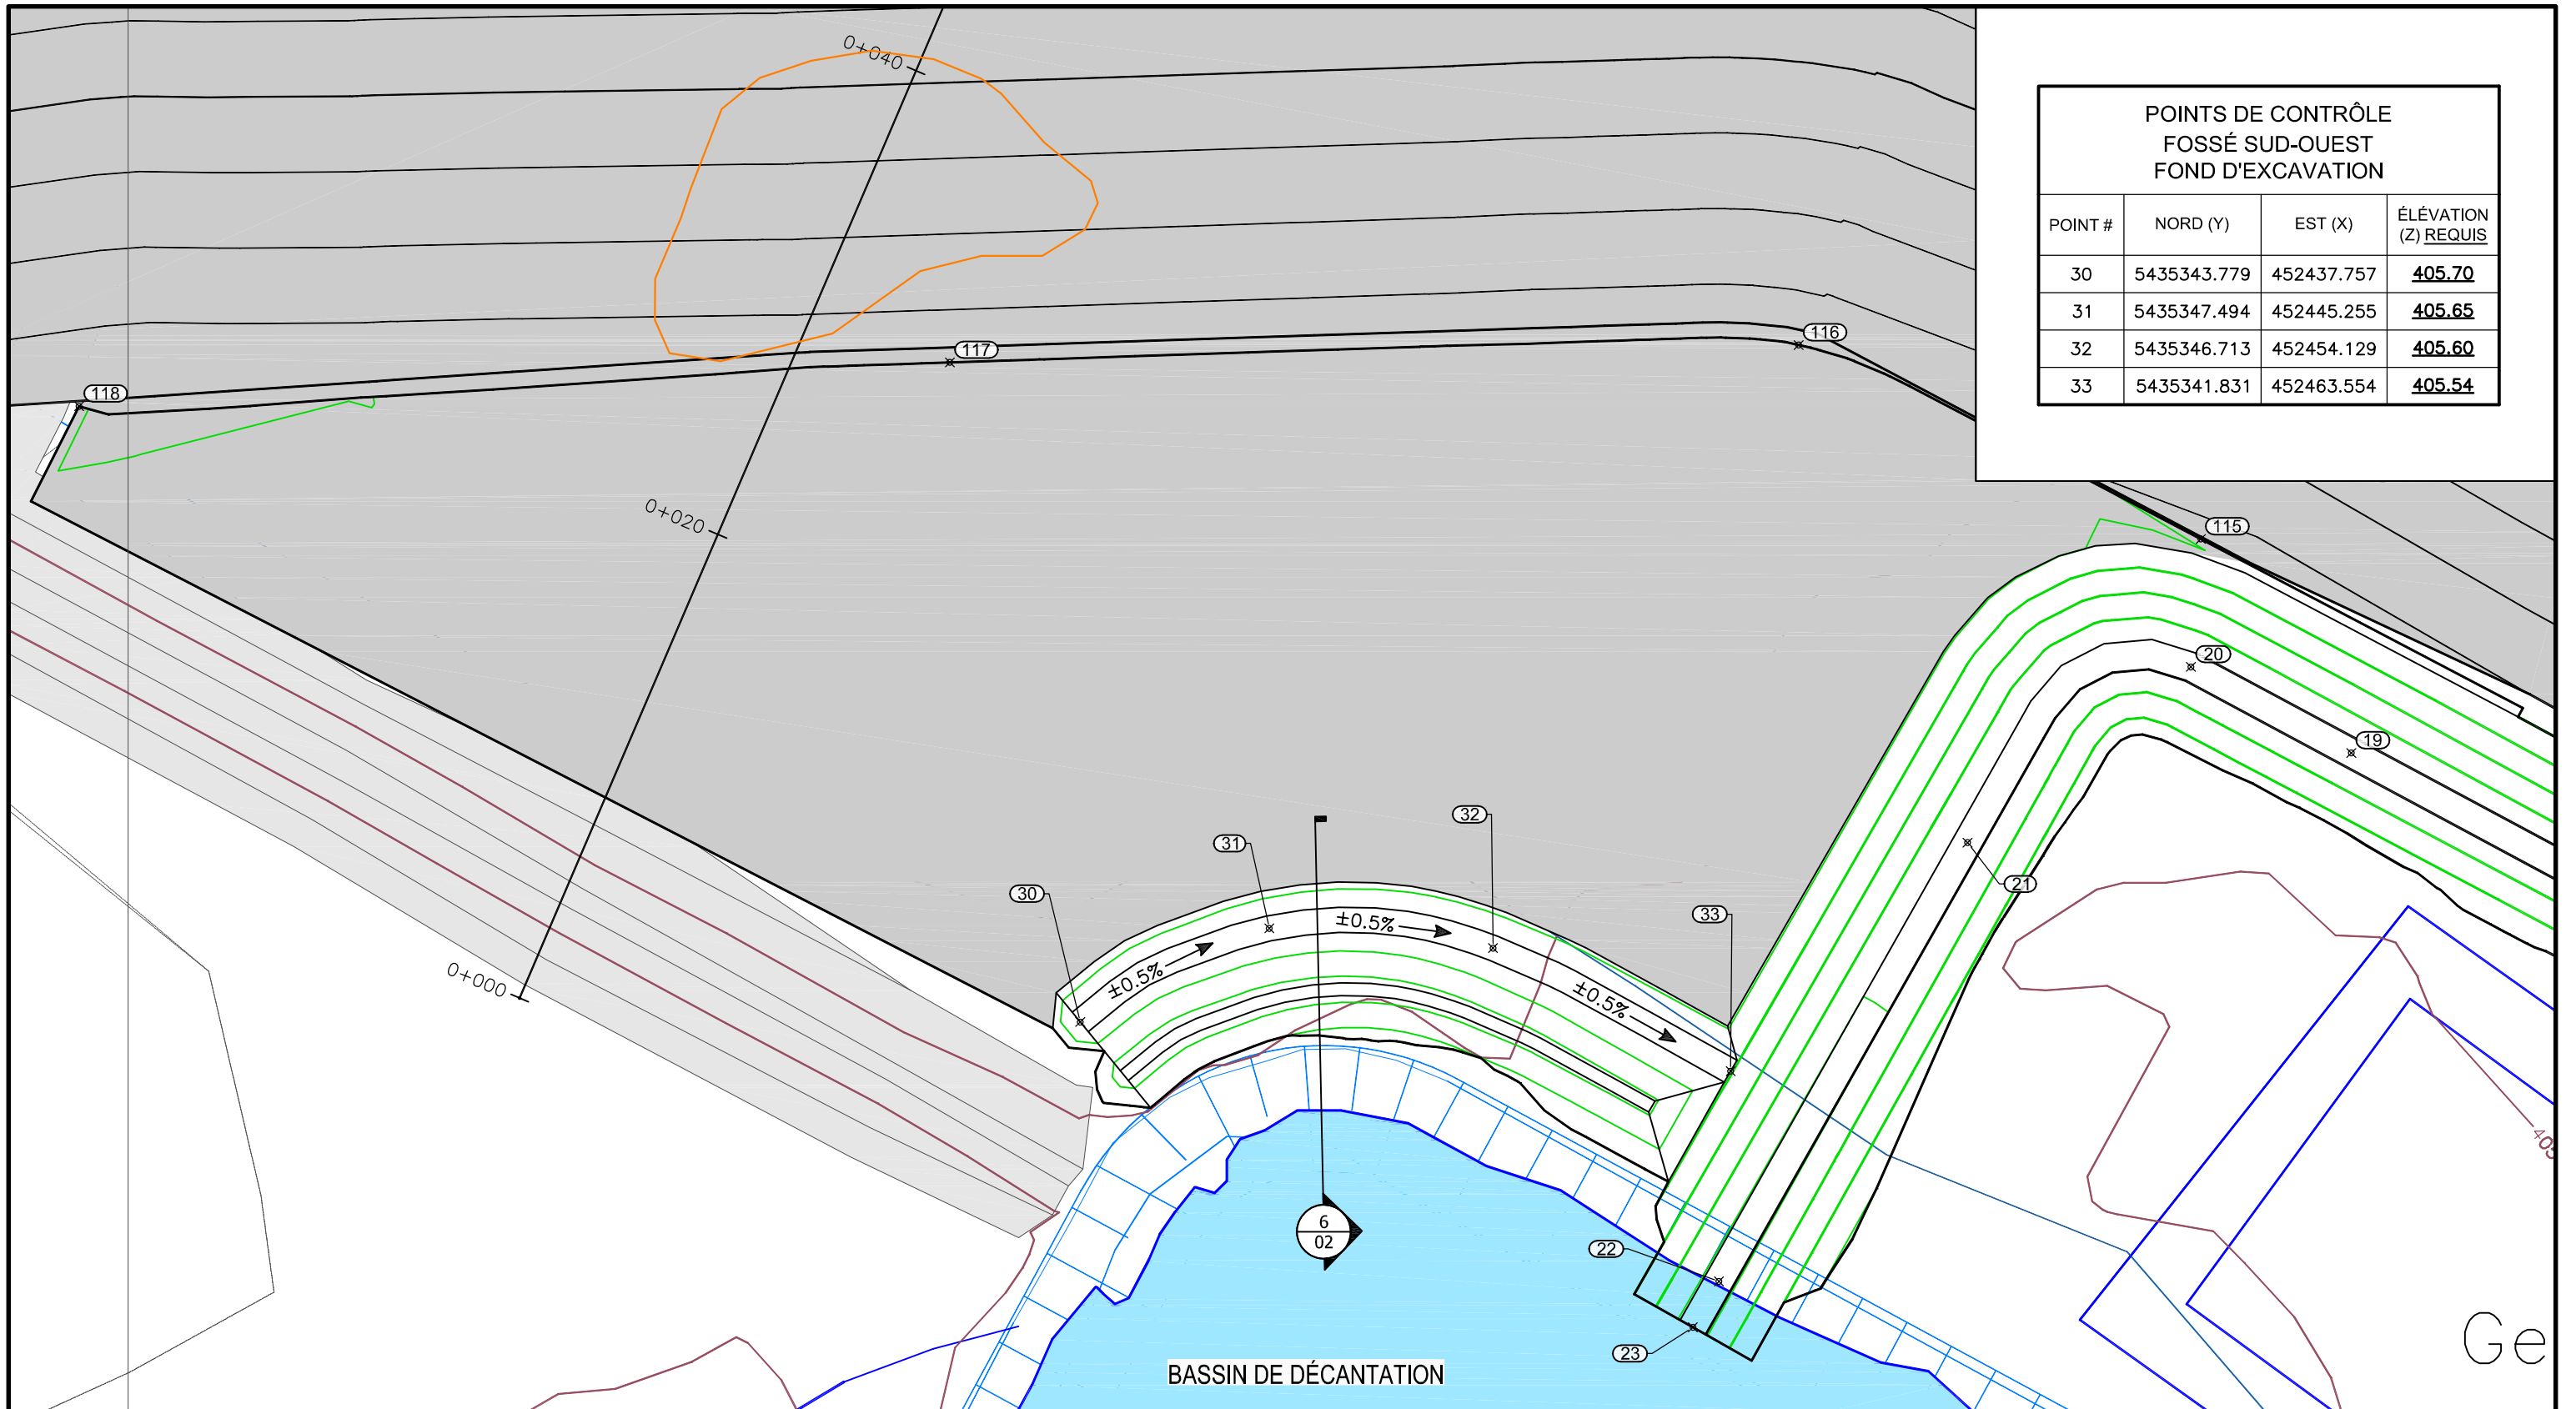 0+040
POINTS DE CONTRÔLE
FOSSÉ SUD-OUEST
FOND D'EXCAVATION
POINT # NORD (Y) EST (X) ÉLÉVATION (Z) REQUIS
30 5435343.779 452437.757 405.70
31 5435347.494 452445.255 405.65
32 5435346.713 452454.129 405.60
33 5435341.831 452463.554 405.54
116
117
118
0+020
115
20
19
32
31
30
33
21
±0.5%
±0.5%
±0.5%
0+000
405
6
02
22
23
Ge
BASSIN DE DÉCANTATION